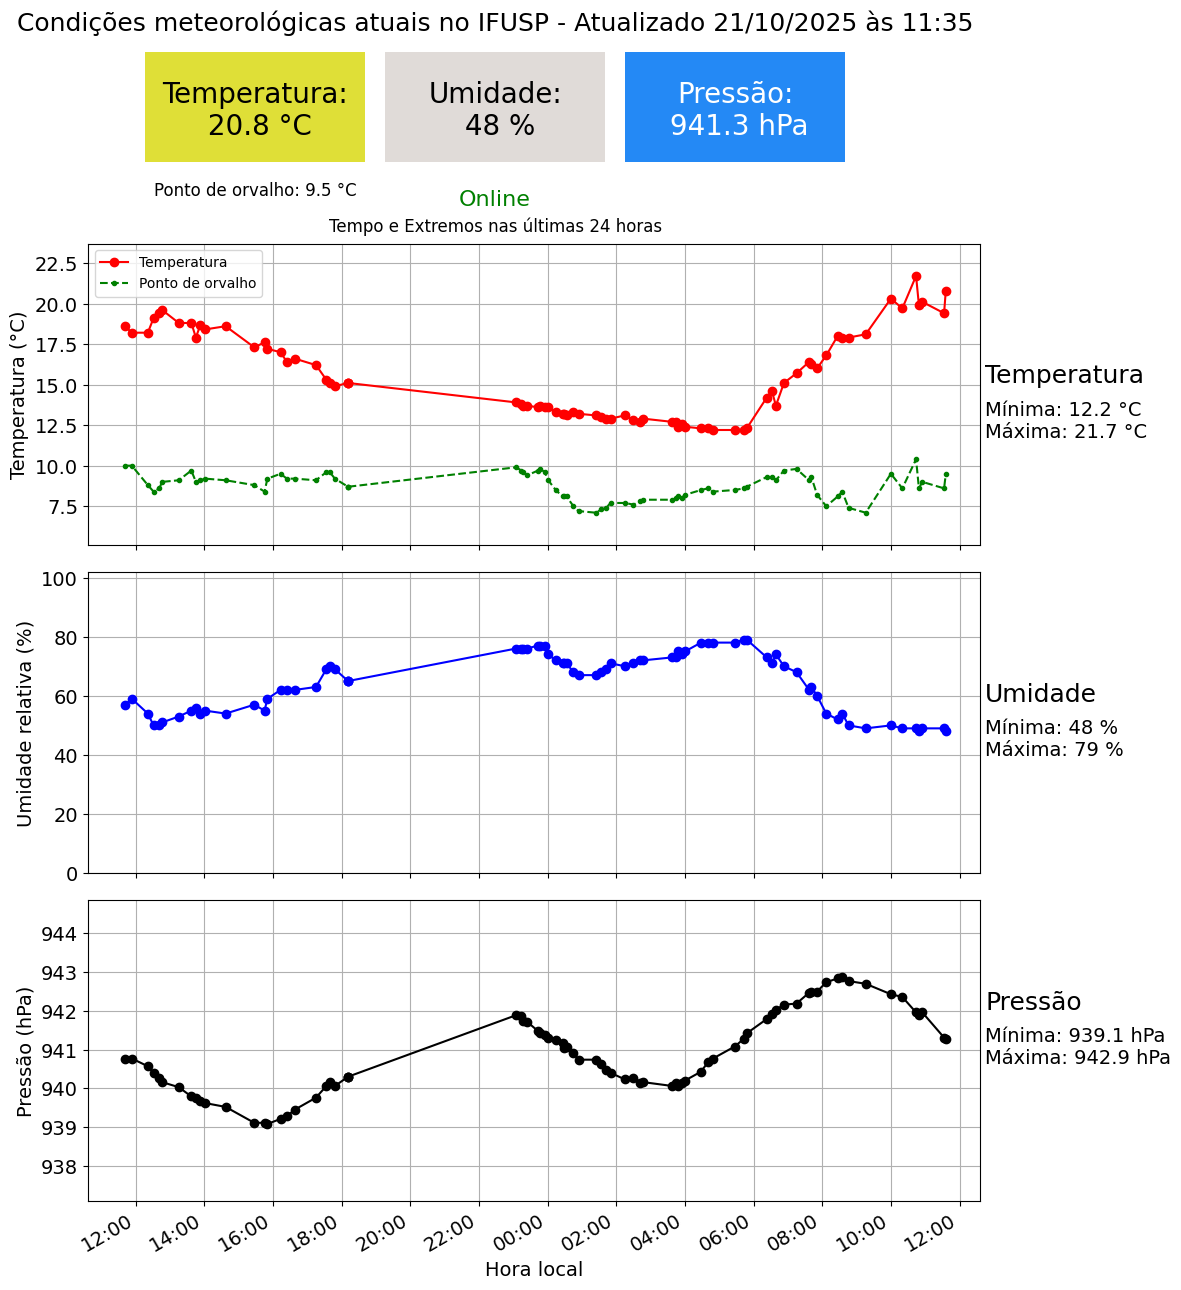 Condições meteorológicas atuais no IFUSP - Atualizado 21/10/2025 às 11:35
Temperatura:
20.8 °C
Umidade:
48 %
Pressão:
941.3 hPa
Ponto de orvalho: 9.5 °C
Online
Tempo e Extremos nas últimas 24 horas
Temperatura
Ponto de orvalho
Temperatura (°C)
22.5
20.0
17.5
15.0
12.5
10.0
7.5
Temperatura
Mínima: 12.2 °C
Máxima: 21.7 °C
Umidade relativa (%)
100
80
60
40
20
0
Umidade
Mínima: 48 %
Máxima: 79 %
Pressão (hPa)
944
943
942
941
940
939
938
Pressão
Mínima: 939.1 hPa
Máxima: 942.9 hPa
12:00
14:00
16:00
18:00
20:00
22:00
00:00
02:00
04:00
06:00
08:00
10:00
12:00
Hora local